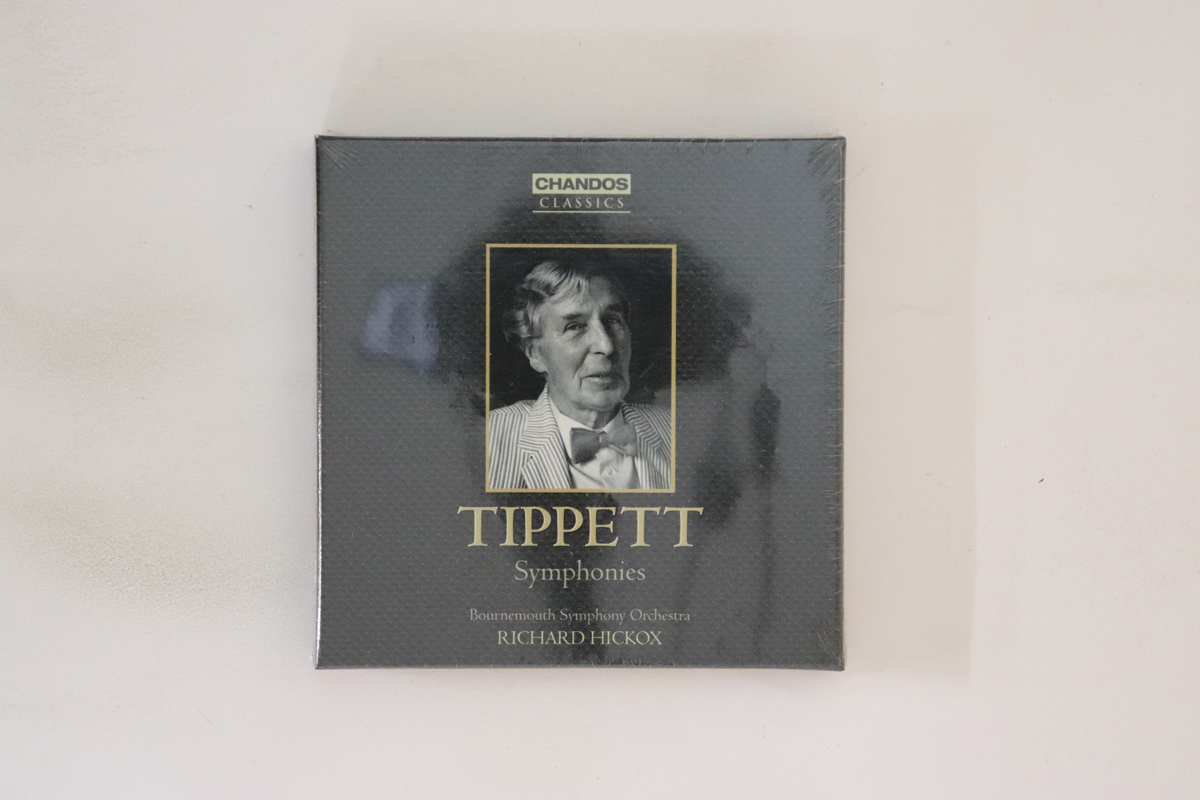 CHANDOS
CLASSICS
TIPPETT
Symphonies
Bournemouth Symphony Orchestra
RICHARD HICKOX